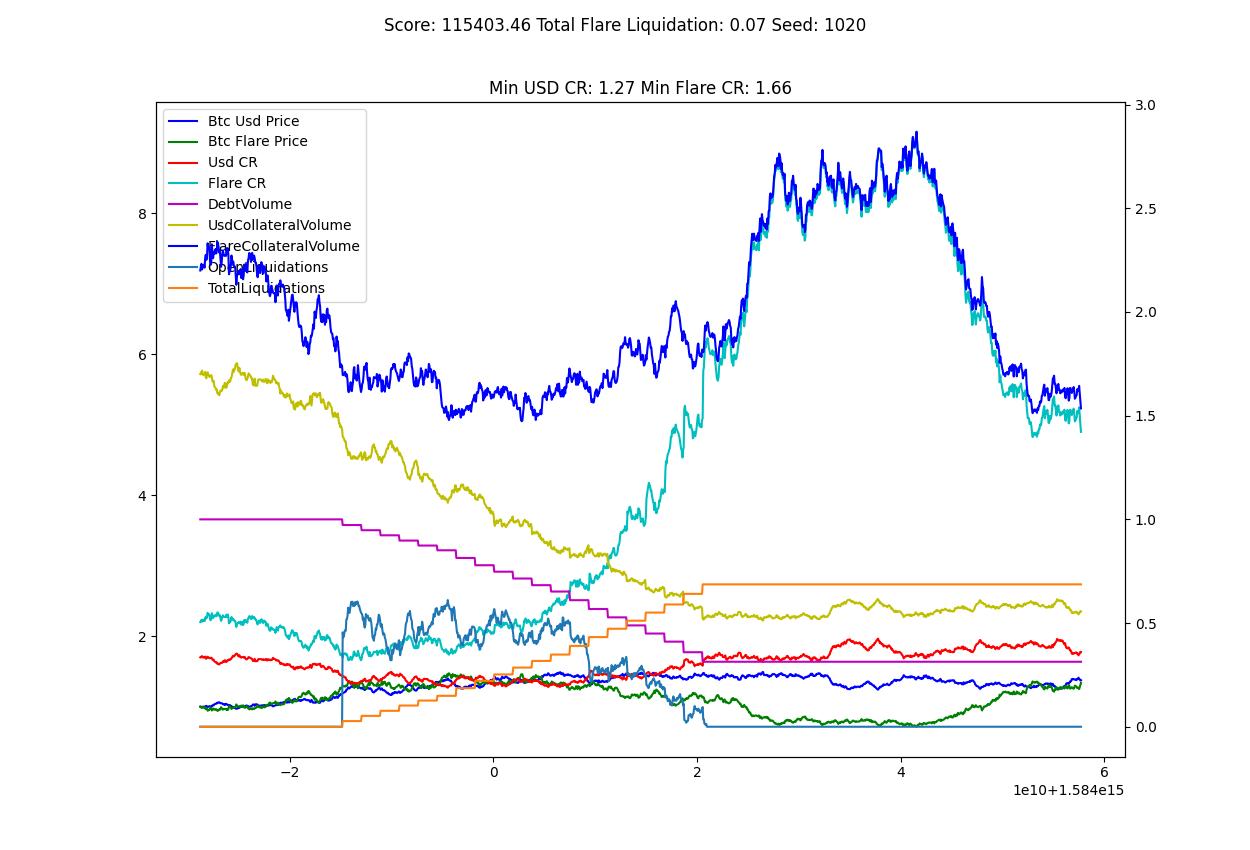 Score: 115403.46 Total Flare Liquidation: 0.07 Seed: 1020
Min USD CR: 1.27 Min Flare CR: 1.66
Btc Usd Price
Btc Flare Price
Usd CR
Flare CR
DebtVolume
UsdCollateralVolume
FlareCollateralVolume
OpenLiquidations
TotalLiquidations
8
6
4
2
3.0
2.5
2.0
1.5
1.0
0.5
0.0
−2
0
2
4
6
1e10+1.584e15